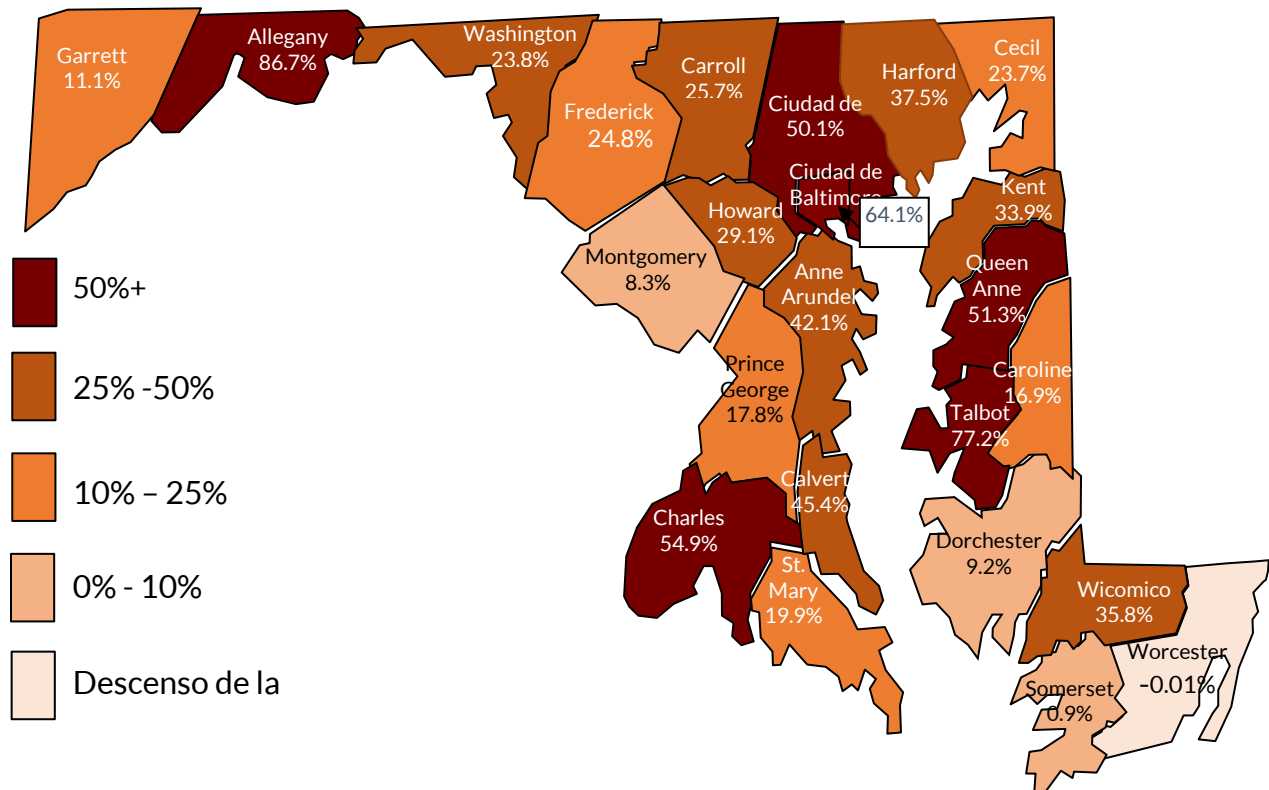 Garrett
11.1%
Allegany
86.7%
Washington
23.8%
Frederick
24.8%
Carroll
25.7%
Ciudad de
50.1%
Ciudad de
Baltimore
64.1%
Harford
37.5%
Cecil
23.7%
Kent
33.9%
Howard
29.1%
Montgomery
8.3%
Anne
Arundel
42.1%
Queen
Anne
51.3%
Prince
George
17.8%
Caroline
16.9%
Talbot
77.2%
Calvert
45.4%
Charles
54.9%
St.
Mary
19.9%
Dorchester
9.2%
Wicomico
35.8%
Worcester
-0.01%
Somerset
0.9%
50%+
25% -50%
10% – 25%
0% - 10%
Descenso de la